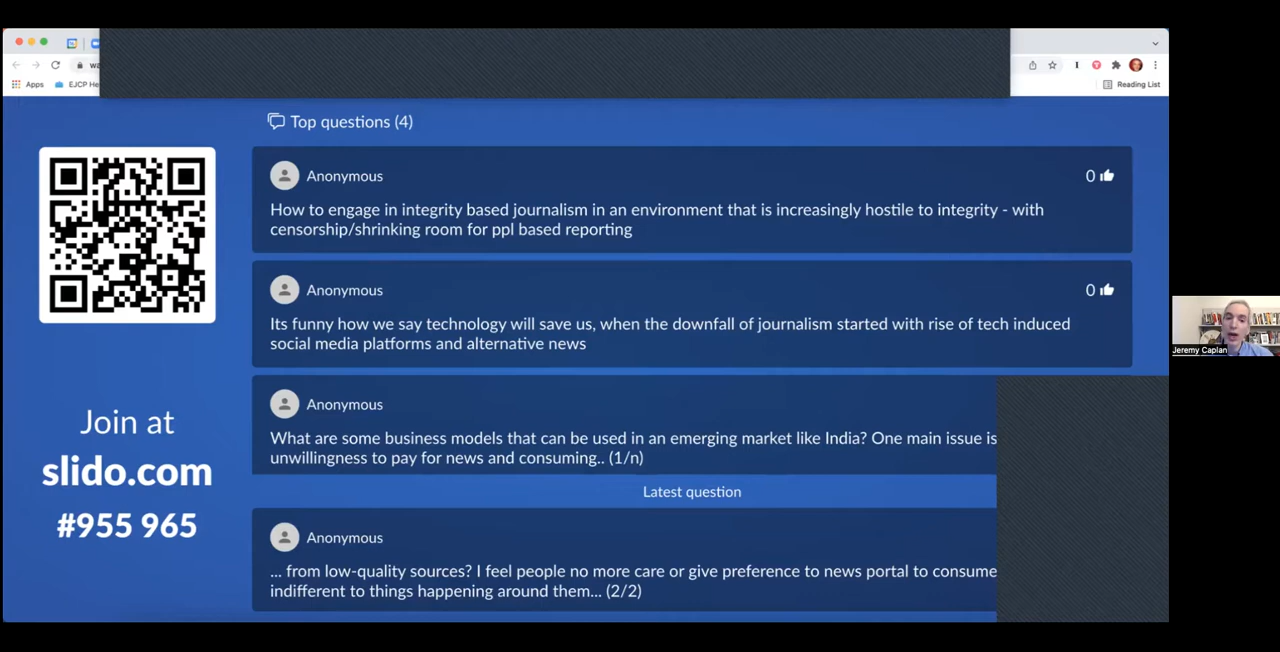 wa
Apps
EJCP He
Reading List
Top questions (4)
Anonymous
0
How to engage in integrity based journalism in an environment that is increasingly hostile to integrity - with
censorship/shrinking room for ppl based reporting
Anonymous
0
Its funny how we say technology will save us, when the downfall of journalism started with rise of tech induced
social media platforms and alternative news
Anonymous
What are some business models that can be used in an emerging market like India? One main issue is
unwillingness to pay for news and consuming.. (1/n)
Latest question
Anonymous
... from low-quality sources? I feel people no more care or give preference to news portal to consume
indifferent to things happening around them... (2/2)
Join at
slido.com
#955 965
Jeremy Caplan